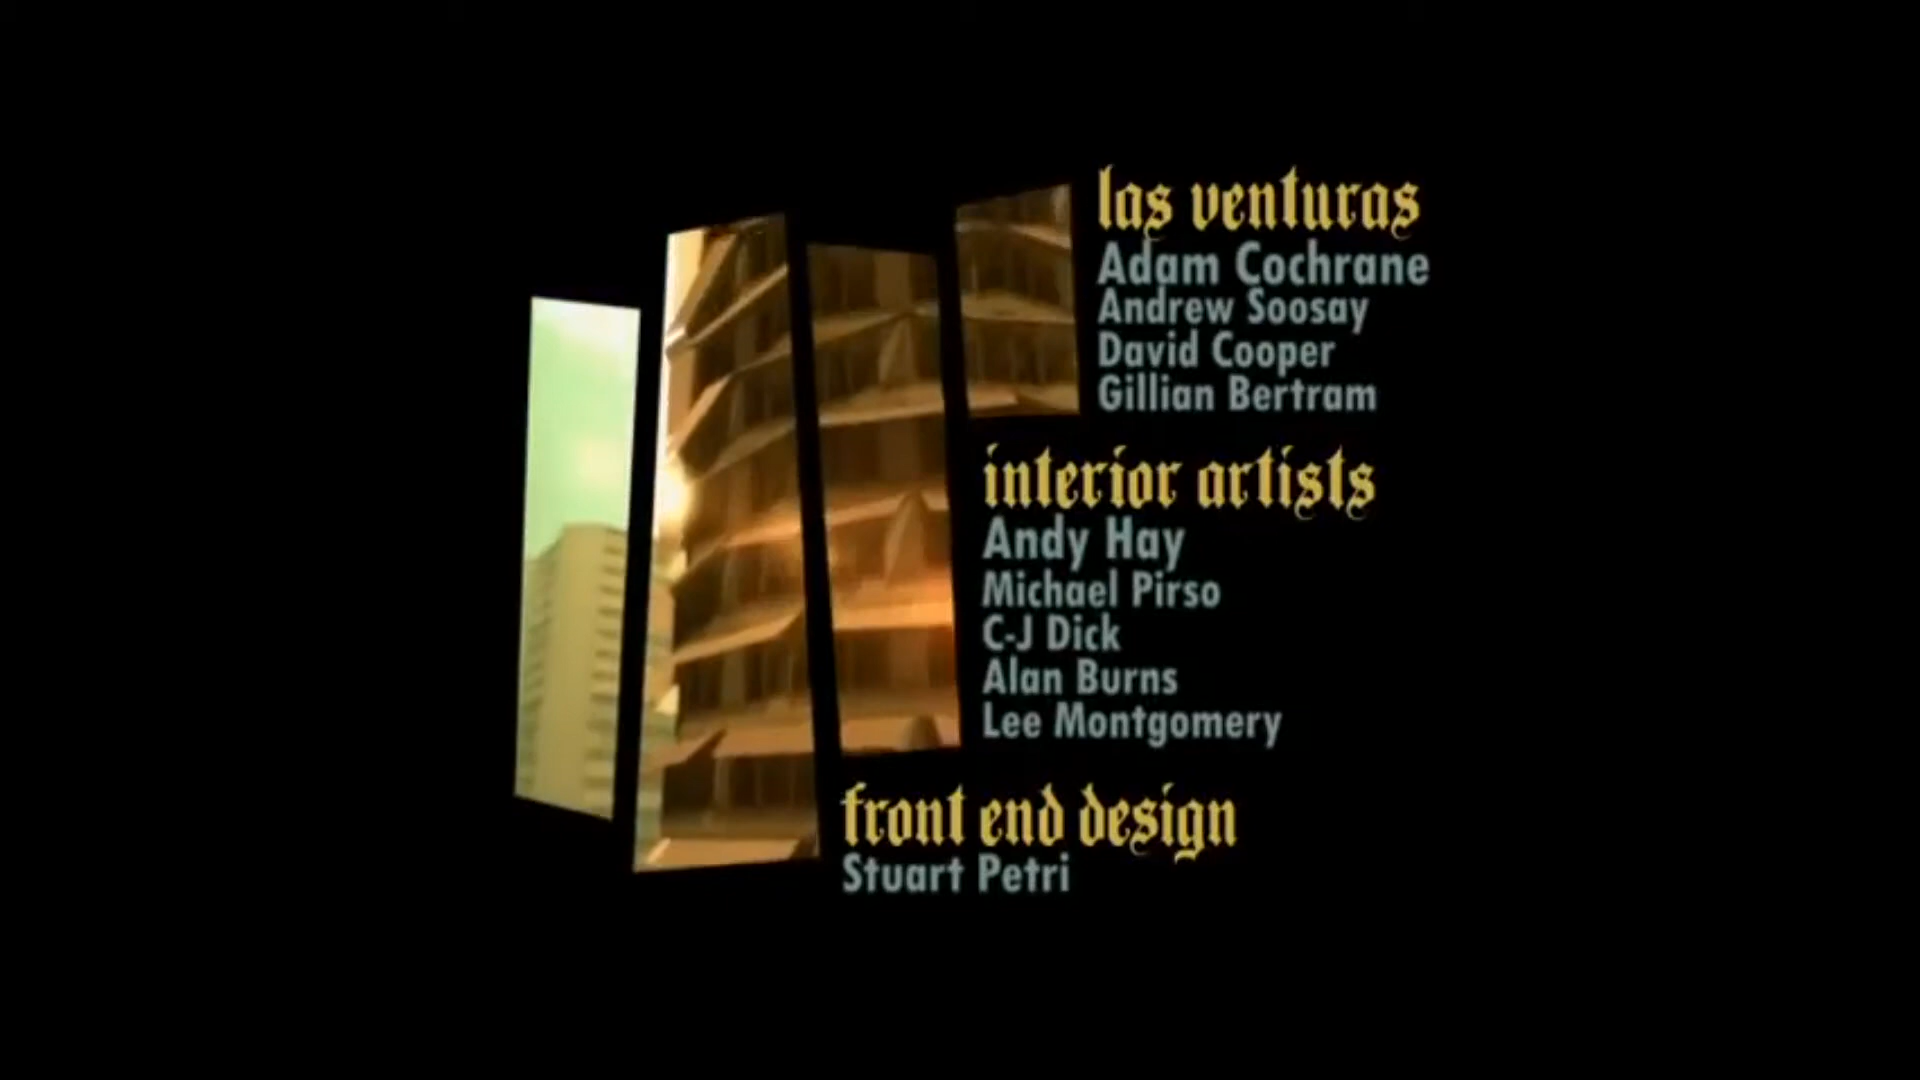 las venturas
Adam Cochrane
Andrew Soosay
David Cooper
Gillian Bertram
interior artists
Andy Hay
Michael Pirso
C-J Dick
Alan Burns
Lee Montgomery
front end design
Stuart Petri